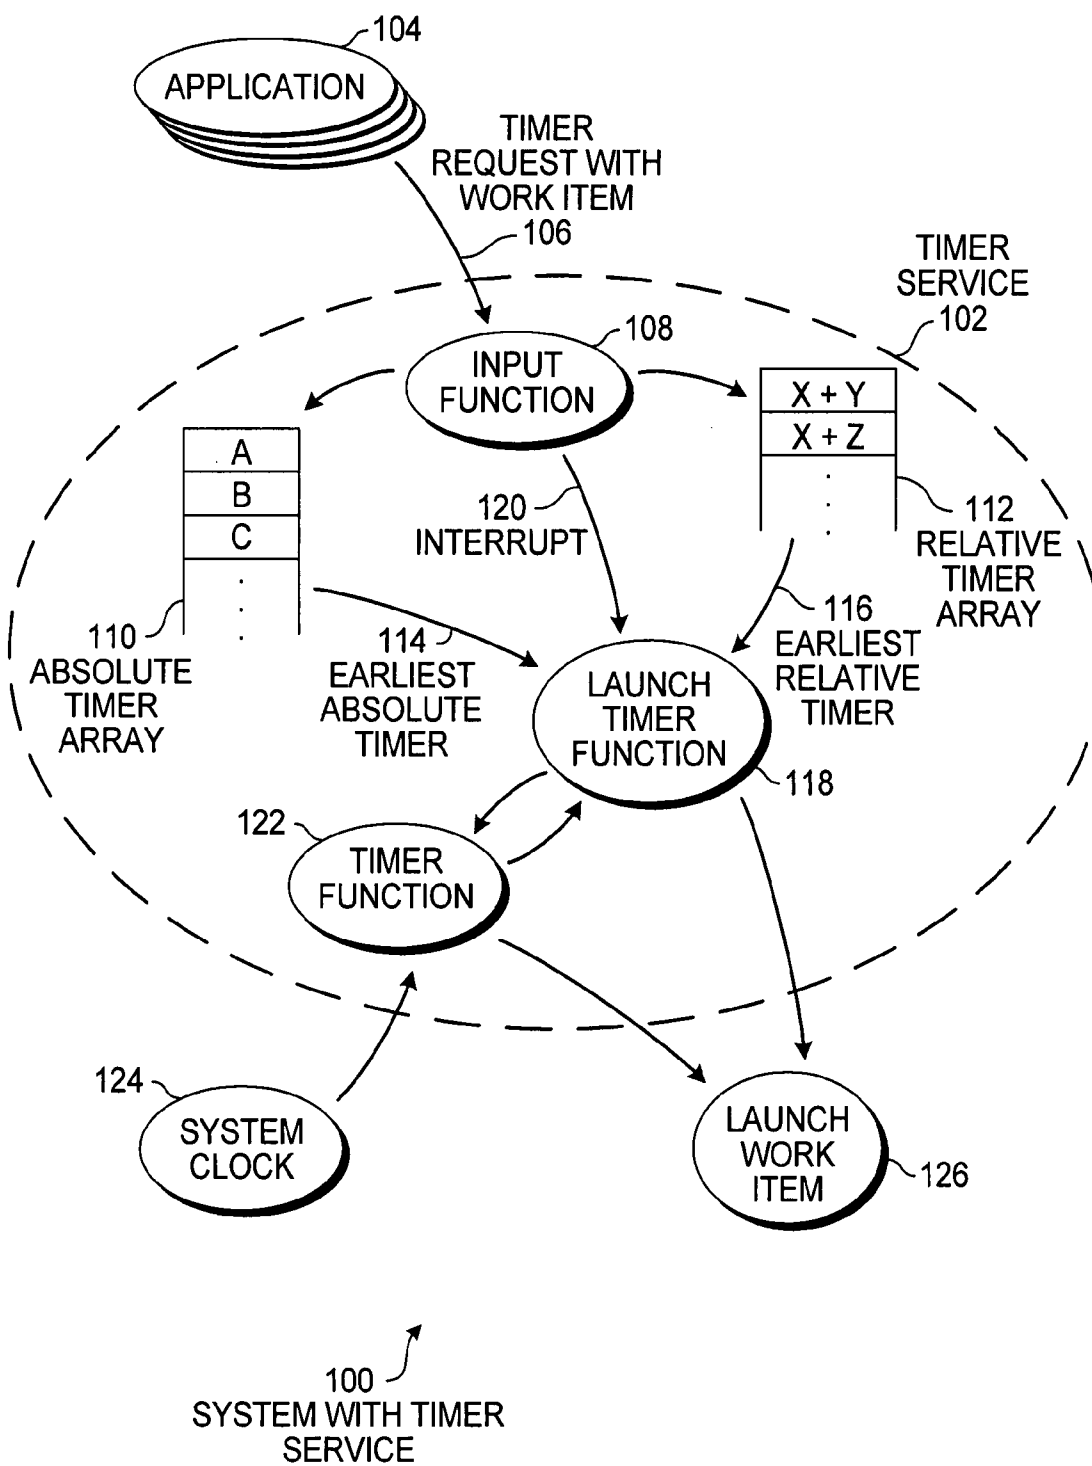 104
APPLICATION
TIMER
REQUEST WITH
WORK ITEM
106
TIMER
SERVICE
102
108
INPUT
FUNCTION
X + Y
X + Z
A
B
C
120
INTERRUPT
112
RELATIVE
TIMER
ARRAY
110
ABSOLUTE
TIMER
ARRAY
114
EARLIEST
ABSOLUTE
TIMER
116
EARLIEST
RELATIVE
TIMER
LAUNCH
TIMER
FUNCTION
118
122
TIMER
FUNCTION
124
SYSTEM
CLOCK
LAUNCH
WORK
ITEM
126
100
SYSTEM WITH TIMER
SERVICE